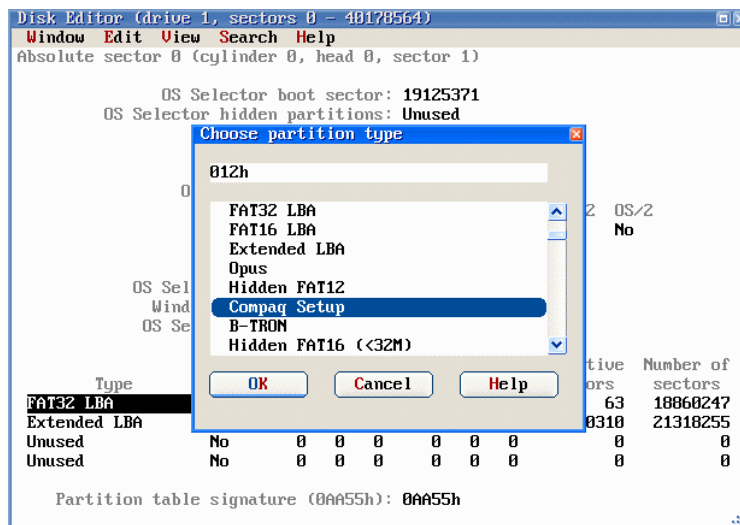 Disk Editor (drive 1, sectors 0 - 40178564)
Window Edit View Search Help
Absolute sector 0 (cylinder 0, head 0, sector 1)
OS Selector boot sector: 19125371
OS Selector hidden partitions: Unused
Choose partition type
012h
O
2 OS/2
No
FAT32 LBA
FAT16 LBA
Extended LBA
Opus
Hidden FAT12
Compaq Setup
B-TRON
Hidden FAT16 (<32M)
OS Sel
Wind
OS Se
OK Cancel Help
tive Number of
Type ors sectors
FAT32 LBA 63 18860247
Extended LBA 0310 21318255
Unused No 0 0 0 0 0 0 0 0
Unused No 0 0 0 0 0 0 0 0
Partition table signature (0AA55h): 0AA55h